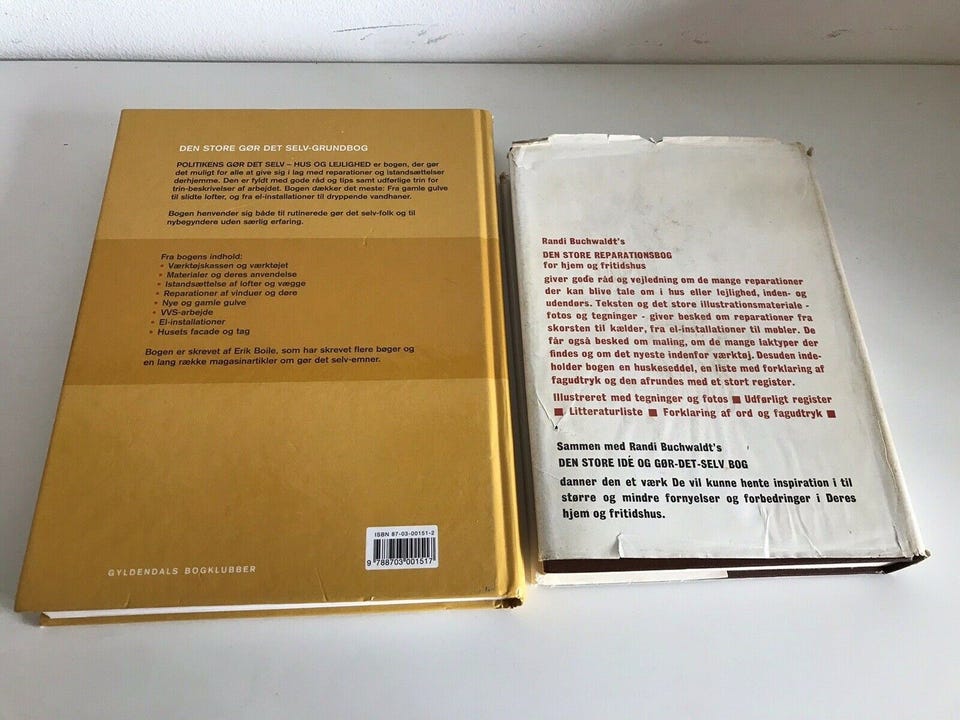 DEN STORE GØR DET SELV-GRUNDBOG
POLITIKENS GØR DET SELV – HUS OG LEJLIGHED er bogen, der gør
det muligt for alle at give sig i lag med reparationer og istandsættelser
derhjemme. Den er fyldt med gode råd og tips samt udførlige trin for
trin-beskrivelser af arbejdet. Bogen dækker det meste: Fra gamle gulve
til slidte lofter, og fra el-installationer til dryppende vandhaner.
Bogen henvender sig både til rutinerede gør det selv-folk og til
nybegyndere uden særlig erfaring.
Fra bogens indhold:
• Værktøjskassen og værktøjet
• Materialer og deres anvendelse
• Istandsættelse af lofter og vægge
• Reparationer af vinduer og døre
• Nye og gamle gulve
• VVS-arbejde
• El-installationer
• Husets facade og tag
Bogen er skrevet af Erik Boile, som har skrevet flere bøger og
en lang række magasinartikler om gør det selv-emner.
ISBN 87-03-00151-2
9 788703 001517
GYLDENDALS BOGKLUBBER
Randi Buchwaldt's
DEN STORE REPARATIONSBOG
for hjem og fritidshus
giver gode råd og vejledning om de mange reparationer
der kan blive tale om i hus eller lejlighed, inden- og
udendørs. Teksten og det store illustrationsmateriale -
fotos og tegninger - giver besked om reparationer fra
skorsten til kælder, fra el-installationer til møbler. De
får også besked om maling, om de mange laktyper der
findes og om det nyeste indenfor værktøj. Desuden inde-
holder bogen en huskeseddel, en liste med forklaring af
fagudtryk og den afrundes med et stort register.
Illustreret med tegninger og fotos ■ Udførligt register
■ Litteraturliste ■ Forklaring af ord og fagudtryk ■
Sammen med Randi Buchwaldt's
DEN STORE IDÉ OG GØR-DET-SELV BOG
danner den et værk De vil kunne hente inspiration i til
større og mindre fornyelser og forbedringer i Deres
hjem og fritidshus.